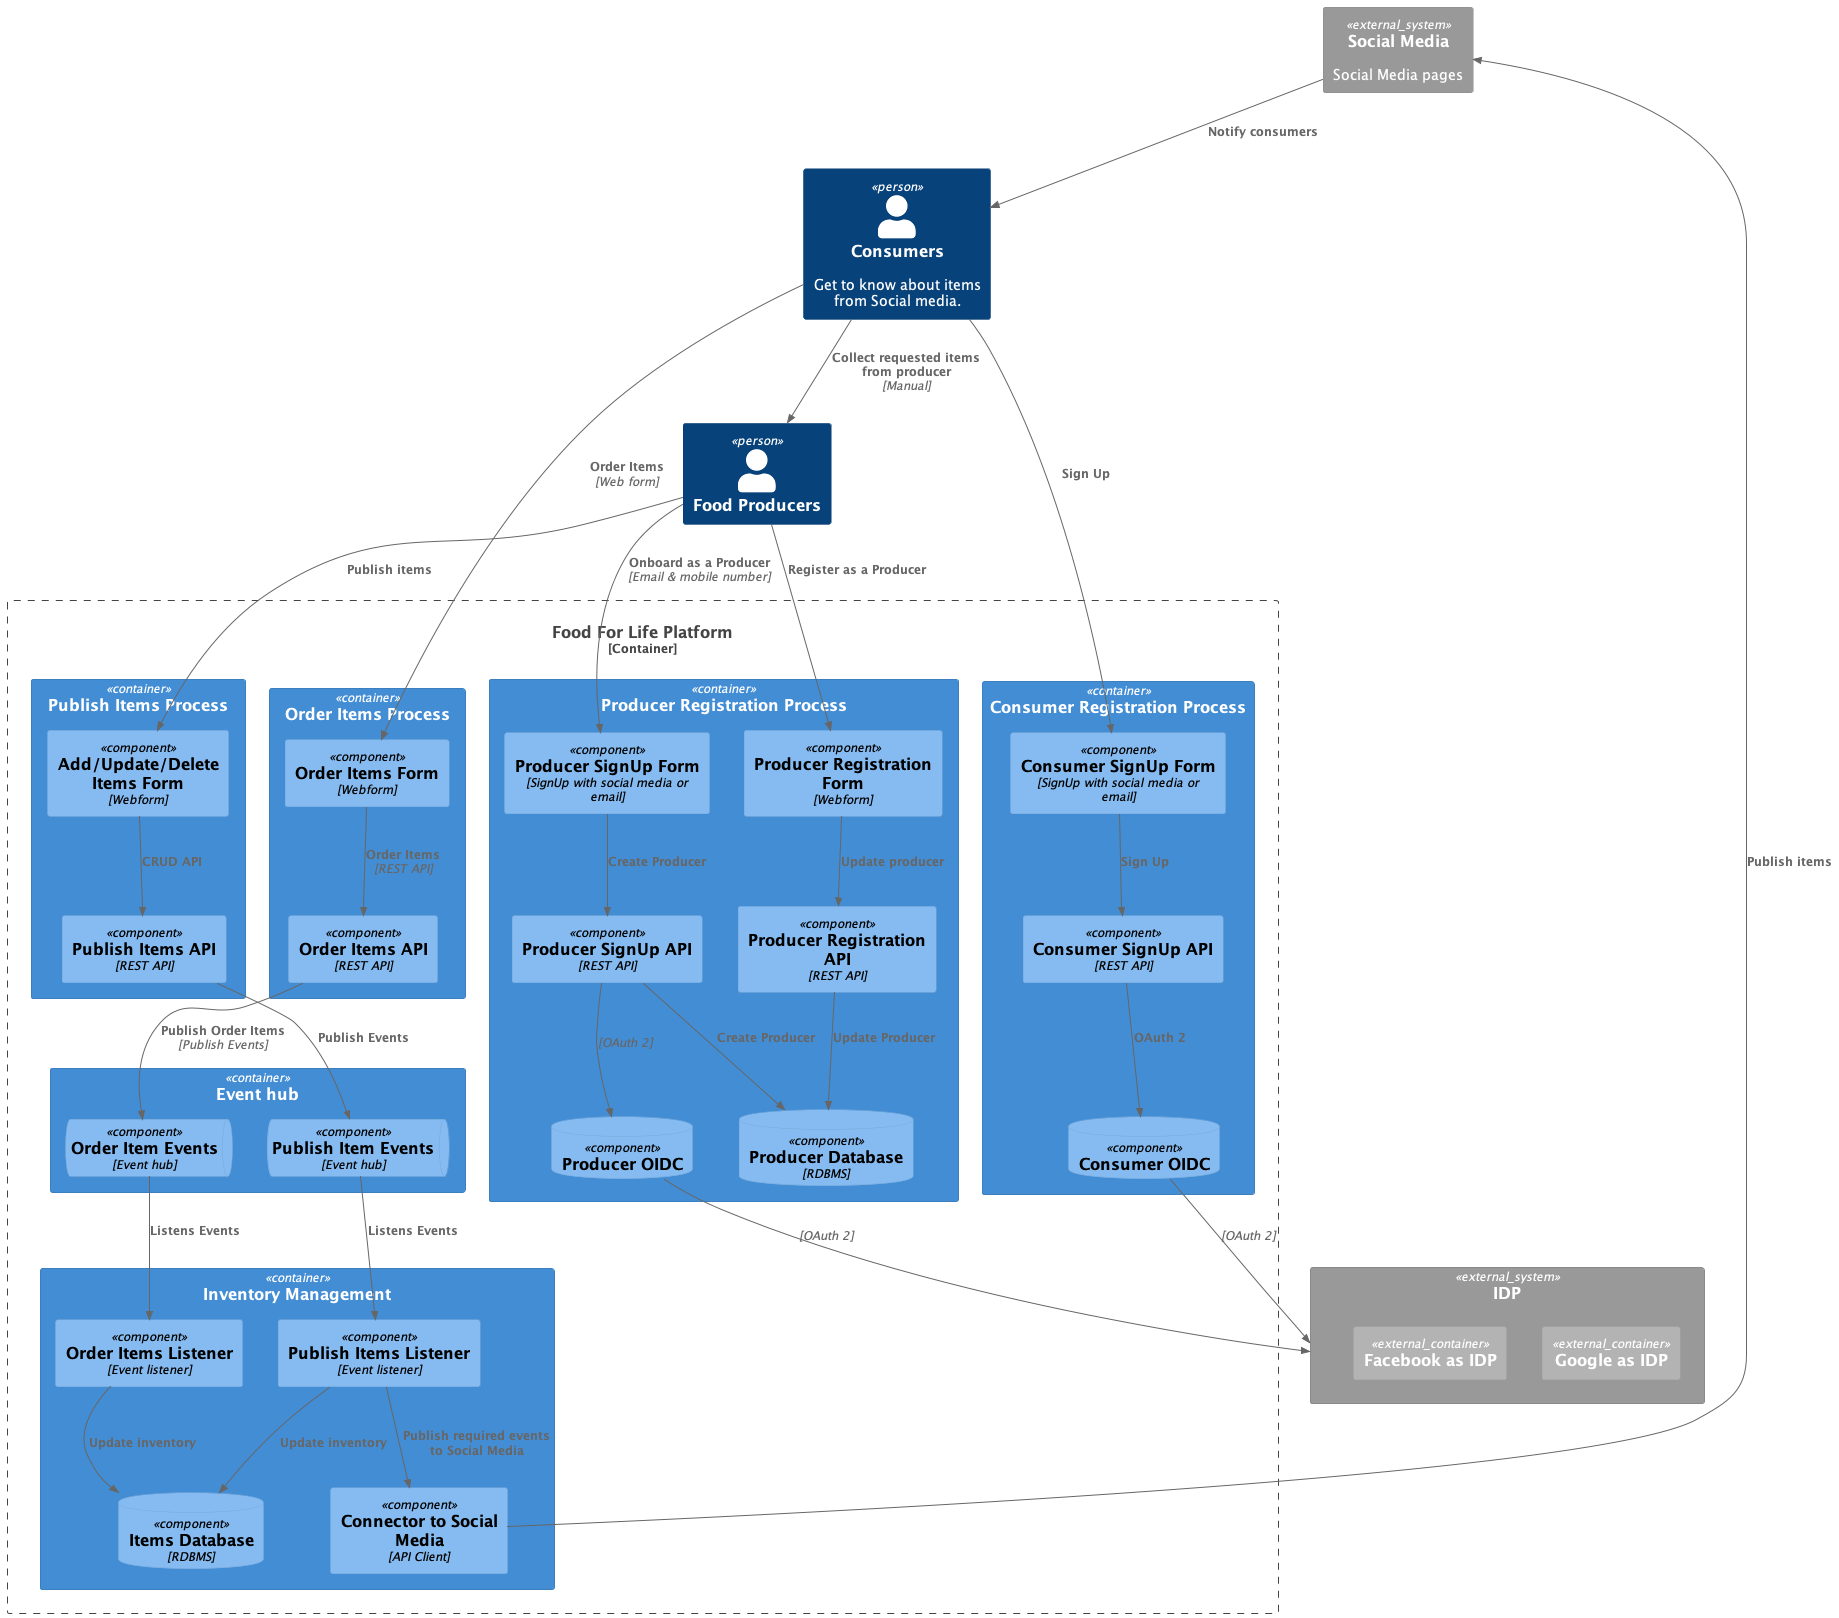 «external_system»
Social Media
Social Media pages
Notify consumers
«person»
Consumers
Get to know about items
from Social media.
Collect requested items
from producer
[Manual]
«person»
Food Producers
Order Items
[Web form]
Sign Up
Publish items
Onboard as a Producer
[Email & mobile number]
Register as a Producer
Food For Life Platform
[Container]
«container»
Publish Items Process
«component»
Add/Update/Delete
Items Form
[Webform]
CRUD API
«component»
Publish Items API
[REST API]
«container»
Order Items Process
«component»
Order Items Form
[Webform]
Order Items
[REST API]
«component»
Order Items API
[REST API]
«container»
Producer Registration Process
«component»
Producer SignUp Form
[SignUp with social media or
email]
«component»
Producer Registration
Form
[Webform]
Create Producer
Update producer
«component»
Producer SignUp API
[REST API]
«component»
Producer Registration
API
[REST API]
[OAuth 2]
Create Producer
Update Producer
«component»
Producer OIDC
«component»
Producer Database
[RDBMS]
«container»
Consumer Registration Process
«component»
Consumer SignUp Form
[SignUp with social media or
email]
Sign Up
«component»
Consumer SignUp API
[REST API]
OAuth 2
«component»
Consumer OIDC
Publish items
Publish Order Items
[Publish Events]
Publish Events
«container»
Event hub
«component»
Order Item Events
[Event hub]
«component»
Publish Item Events
[Event hub]
Listens Events
Listens Events
[OAuth 2]
[OAuth 2]
«container»
Inventory Management
«component»
Order Items Listener
[Event listener]
«component»
Publish Items Listener
[Event listener]
Update inventory
Update inventory
Publish required events
to Social Media
«component»
Items Database
[RDBMS]
«component»
Connector to Social
Media
[API Client]
«external_system»
IDP
«external_container»
Facebook as IDP
«external_container»
Google as IDP